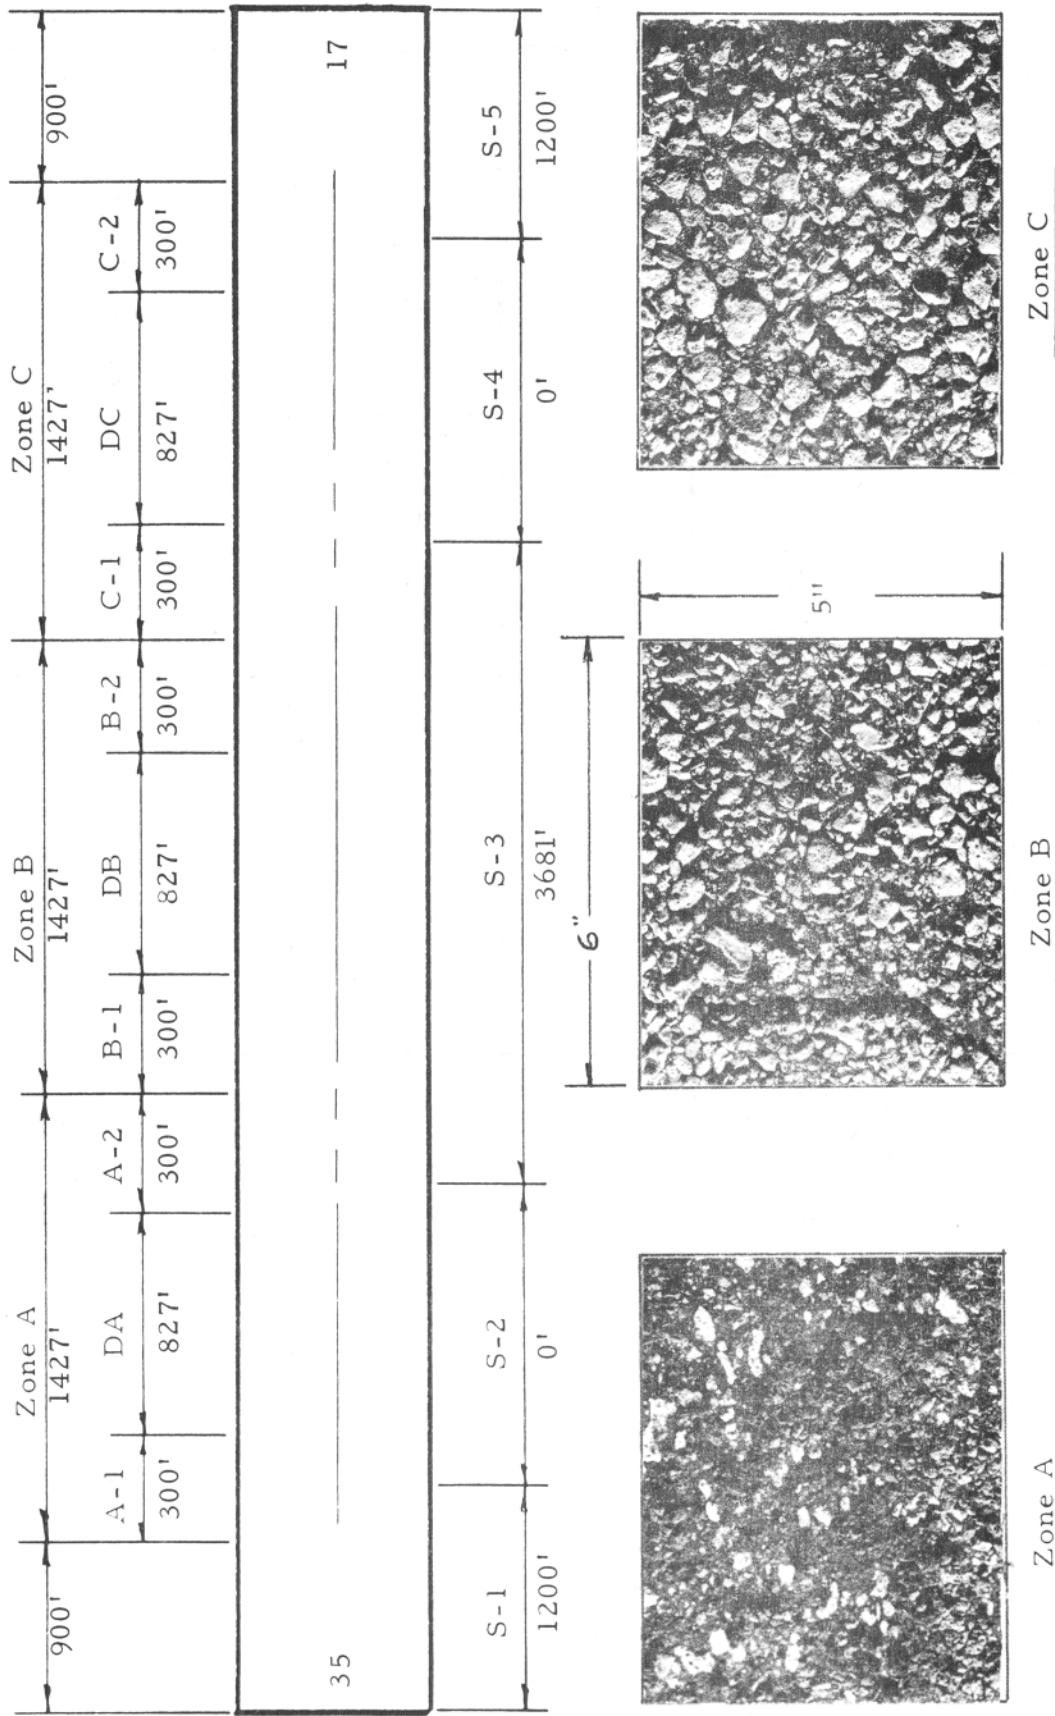 900'
Zone A
1427'
Zone B
1427'
Zone C
1427'
900'
A-1
300'
DA
827'
A-2
300'
B-1
300'
DB
827'
B-2
300'
C-1
300'
DC
827'
C-2
300'
35
17
S-1
1200'
S-2
0'
S-3
3681'
S-4
0'
S-5
1200'
6"
5"
Zone A
Zone B
Zone C